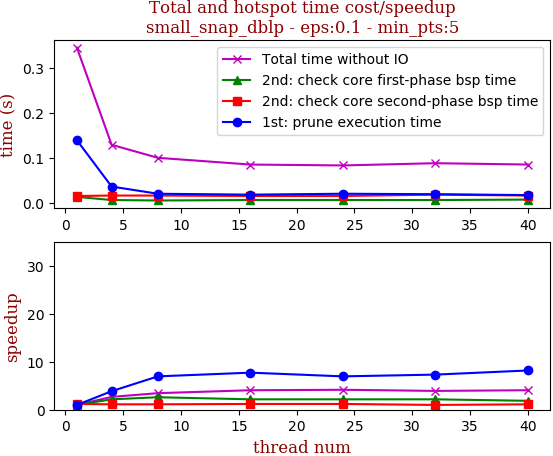 Total and hotspot time cost/speedup
small_snap_dblp - eps:0.1 - min_pts:5
time (s)
0.3
0.2
0.1
0.0
Total time without IO
2nd: check core first-phase bsp time
2nd: check core second-phase bsp time
1st: prune execution time
0 5 10 15 20 25 30 35 40
speedup
30
20
10
0
0 5 10 15 20 25 30 35 40
thread num